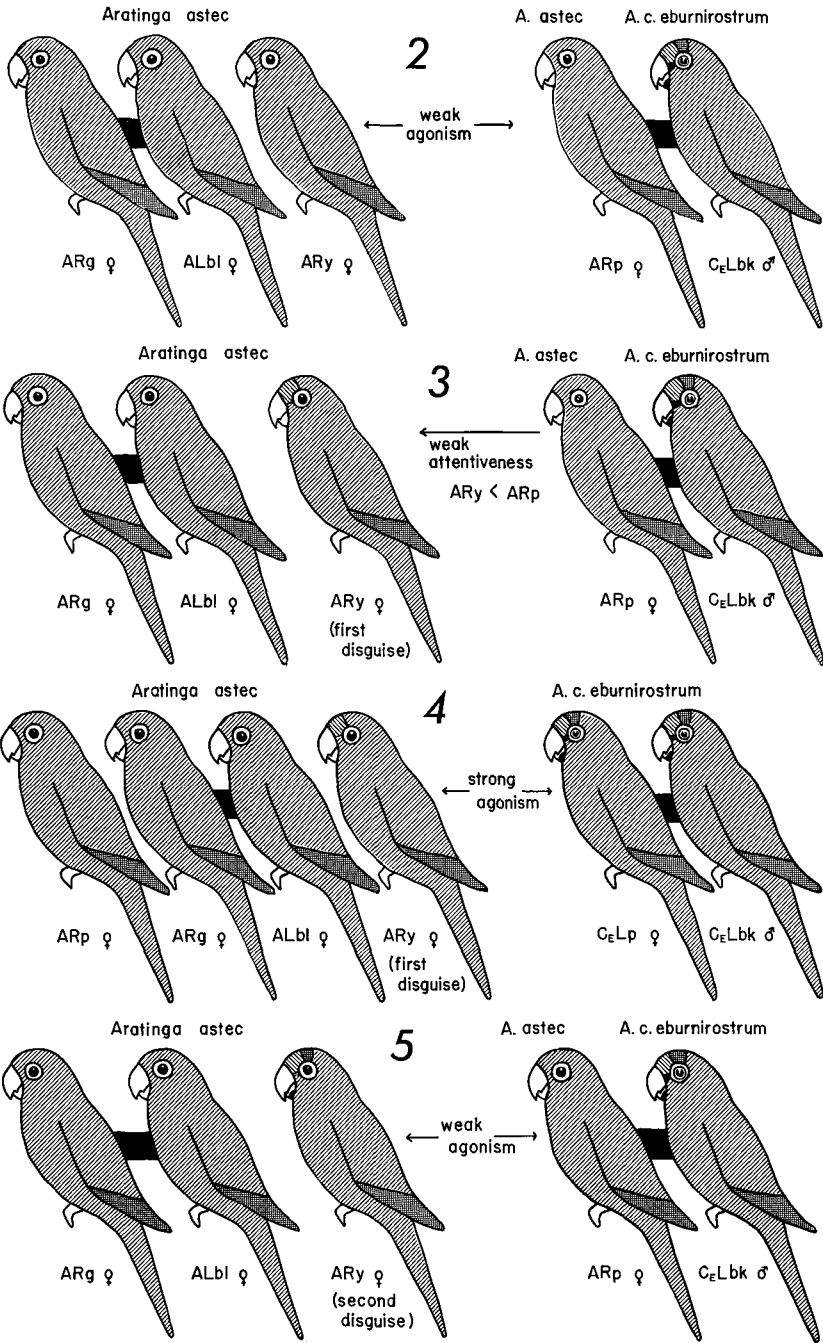 Aratinga astec
2
A. astec A. c. eburnirostrum
← weak →
agonism
ARg ♀ ALbl ♀ ARy ♀ ARp ♀ CELbk ♂
Aratinga astec
3
A. astec A. c. eburnirostrum
←
weak
attentiveness
ARy < ARp
ARg ♀ ALbl ♀ ARy ♀ ARp ♀ CELbk ♂
(first
disguise)
Aratinga astec
4
A. c. eburnirostrum
← strong →
agonism
ARp ♀ ARg ♀ ALbl ♀ ARy ♀ CELp ♀ CELbk ♂
(first
disguise)
Aratinga astec
5
A. astec A. c. eburnirostrum
← weak →
agonism
ARg ♀ ALbl ♀ ARy ♀ ARp ♀ CELbk ♂
(second
disguise)